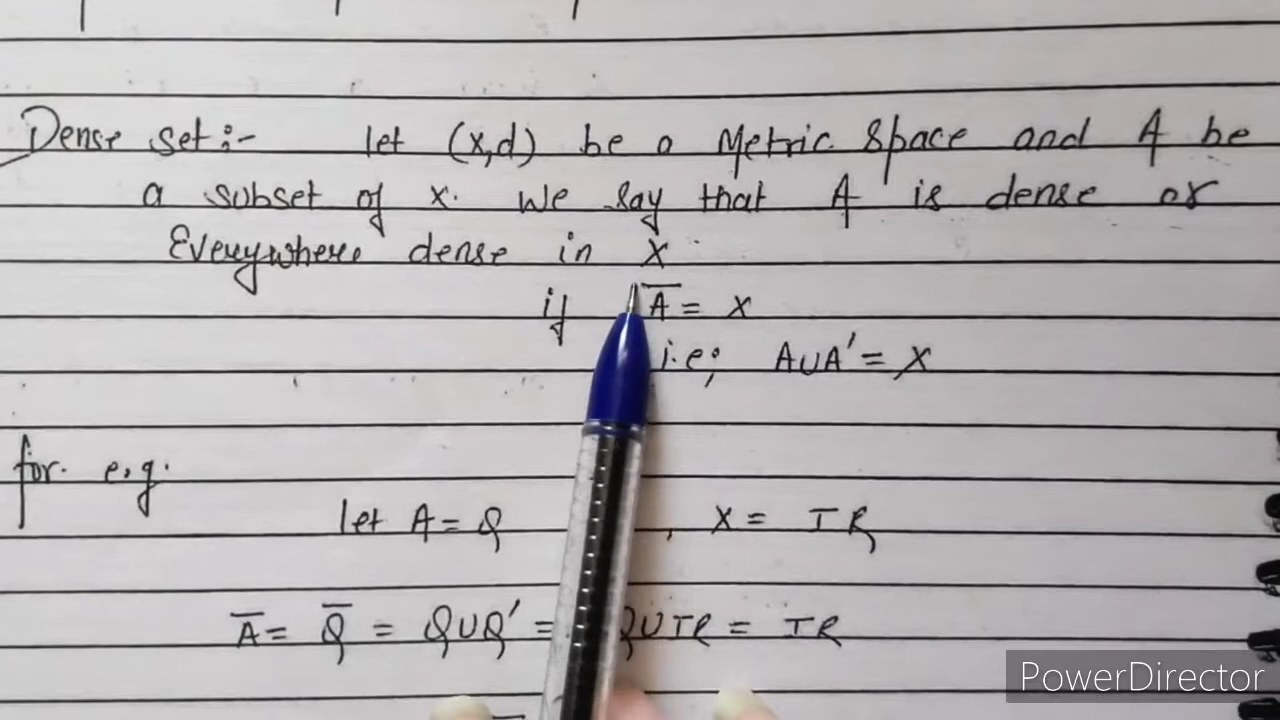 Dense set:- let (X,d) be a Metric Space and A be
a subset of X. We say that A is dense or
Everywhere dense in X
if A̅ = X
i.e; A∪A' = X
for. e.g.
let A = Q , X = IR
A̅ = Q̅ = Q∪Q' = Q∪IR = IR
PowerDirector